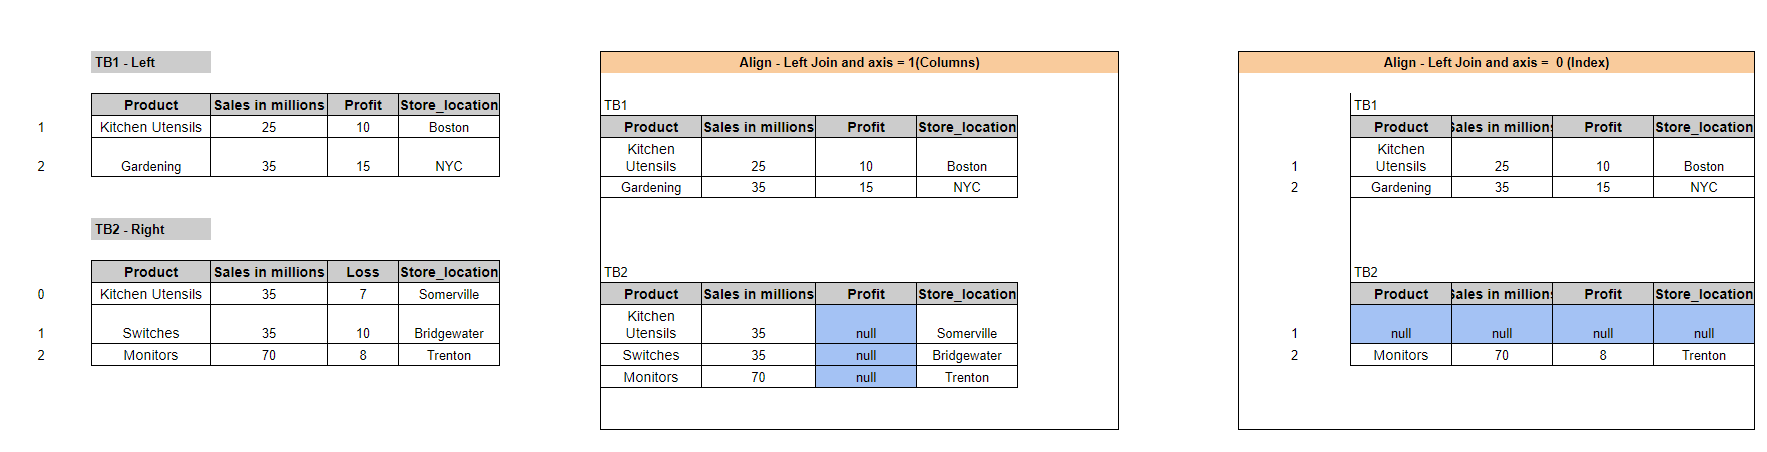 TB1 - Left
Product Sales in millions Profit Store_location
1 Kitchen Utensils 25 10 Boston
2 Gardening 35 15 NYC
TB2 - Right
Product Sales in millions Loss Store_location
0 Kitchen Utensils 35 7 Somerville
1 Switches 35 10 Bridgewater
2 Monitors 70 8 Trenton
Align - Left Join and axis = 1(Columns)
TB1
Product Sales in millions Profit Store_location
Kitchen
Utensils 25 10 Boston
Gardening 35 15 NYC
TB2
Product Sales in millions Profit Store_location
Kitchen
Utensils 35 null Somerville
Switches 35 null Bridgewater
Monitors 70 null Trenton
Align - Left Join and axis = 0 (Index)
TB1
Product Sales in millions Profit Store_location
Kitchen
1 Utensils 25 10 Boston
2 Gardening 35 15 NYC
TB2
Product Sales in millions Profit Store_location
1 null null null null
2 Monitors 70 8 Trenton